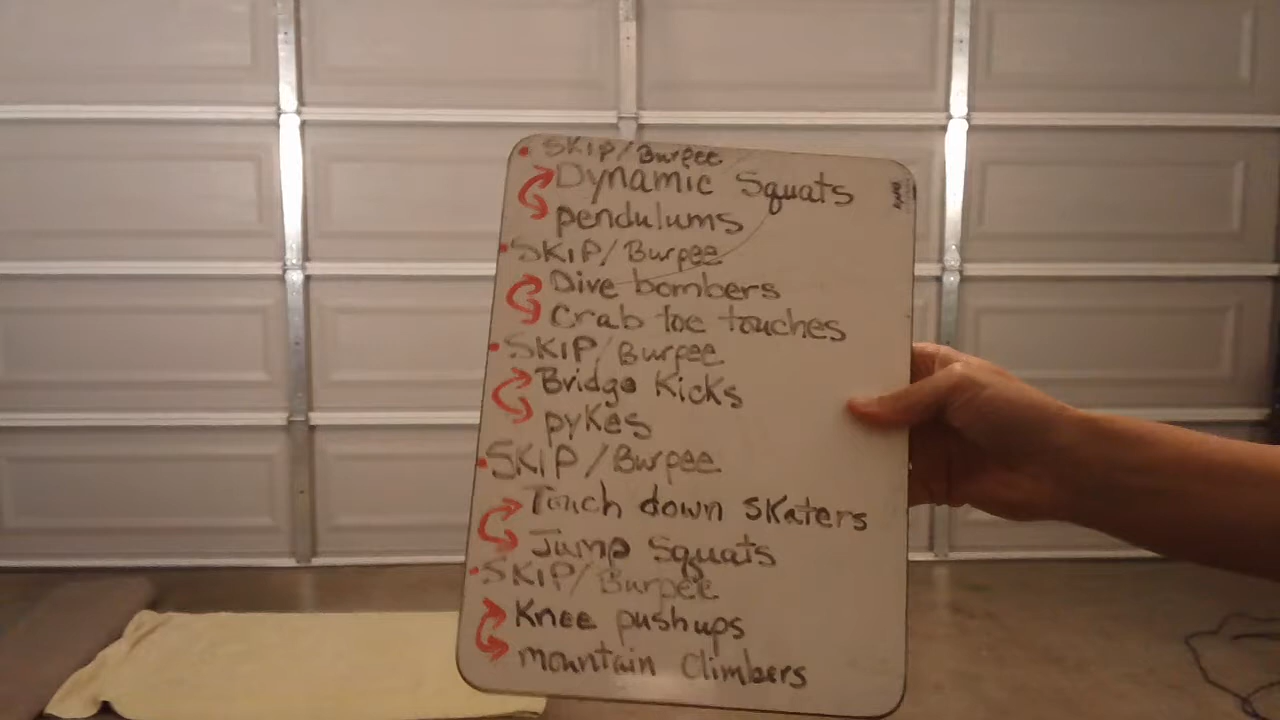 SKIP/Burpee
Dynamic Squats
pendulums
SKIP/Burpee
Dive bombers
Crab toe touches
SKIP/Burpee
Bridge Kicks
pykes
SKIP/Burpee
Touch down skaters
Jump Squats
SKIP/Burpee
Knee pushups
mountain climbers